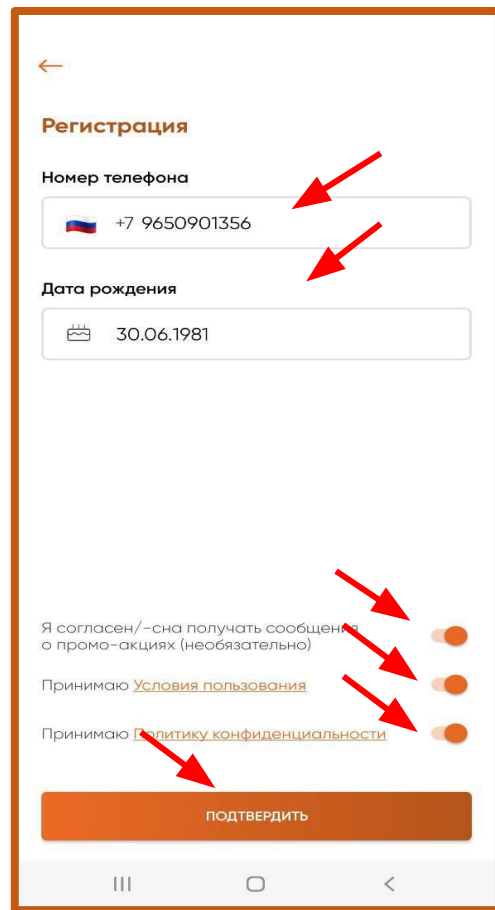 Регистрация
Номер телефона
+7 9650901356
Дата рождения
30.06.1981
Я согласен/-сна получать сообщения
о промо-акциях (необязательно)
Принимаю Условия пользования
Принимаю Политику конфиденциальности
ПОДТВЕРДИТЬ